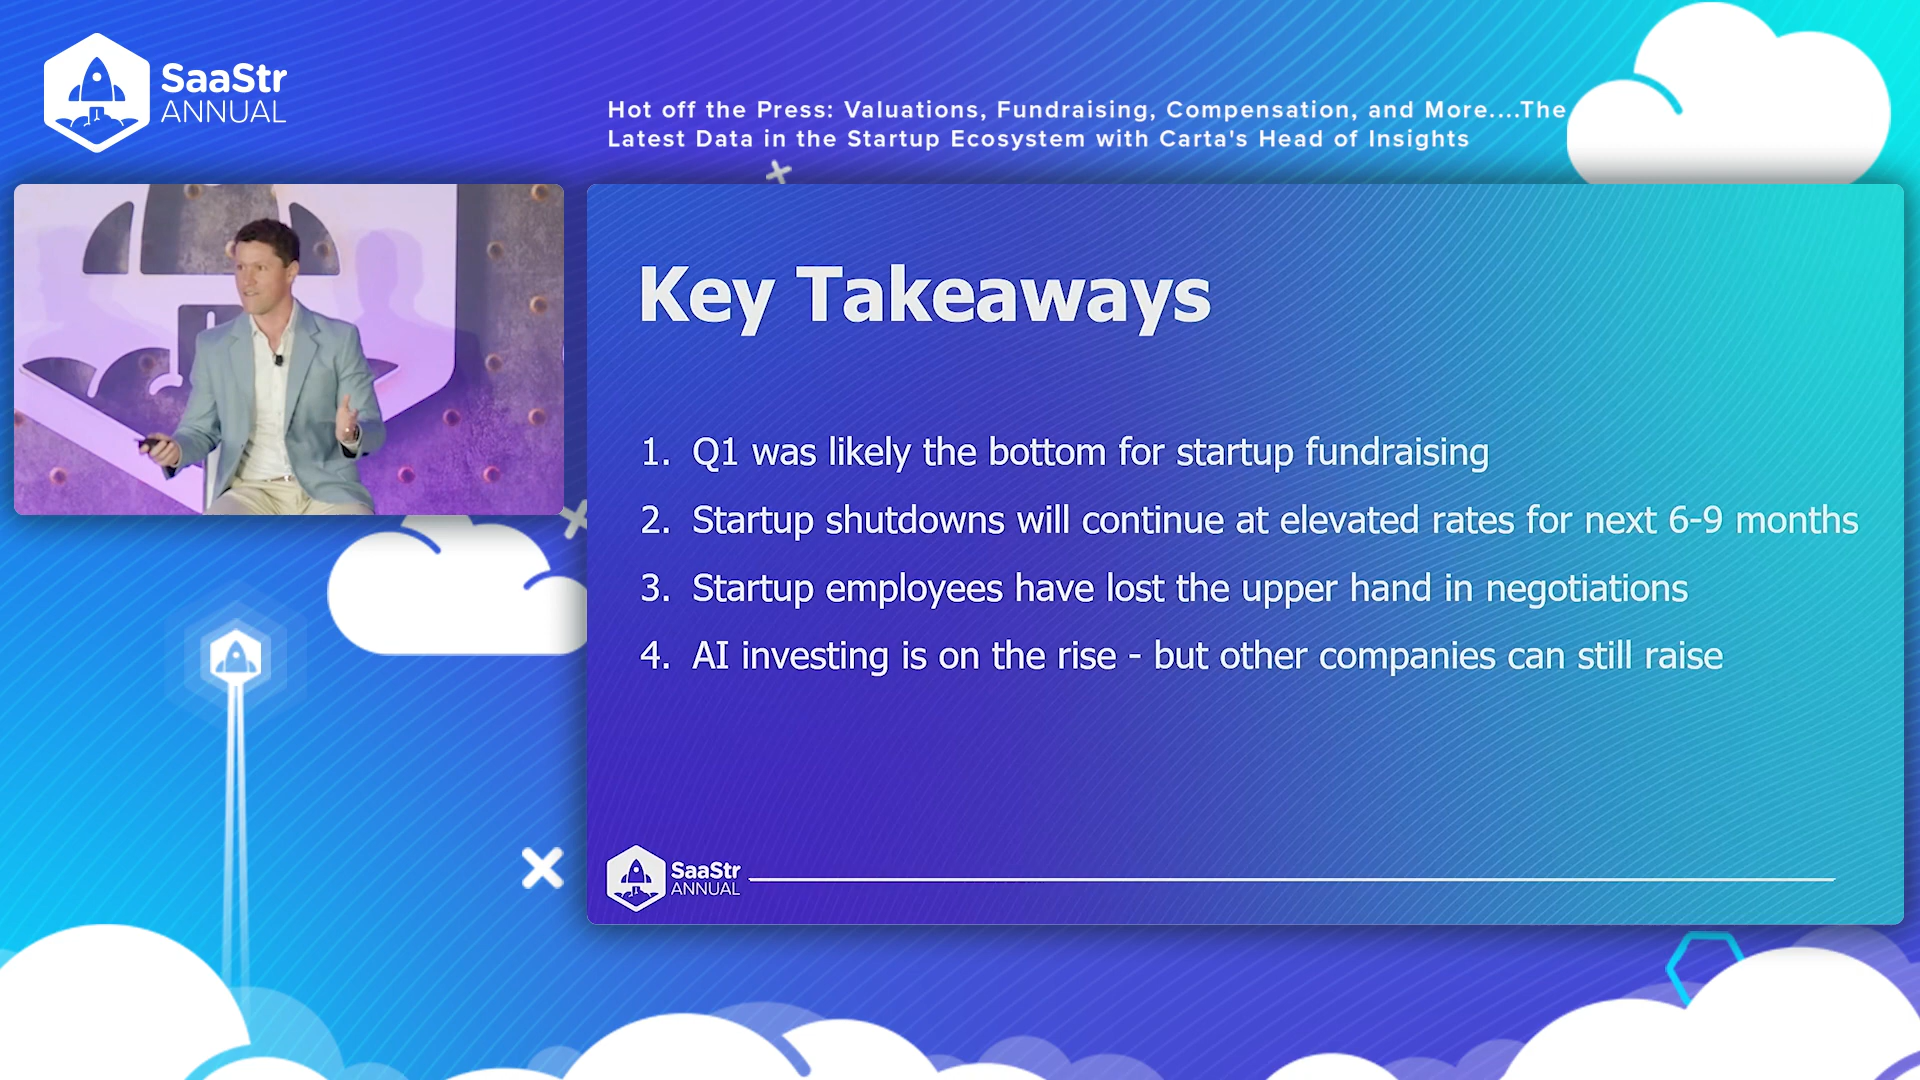 SaaStr
ANNUAL
Hot off the Press: Valuations, Fundraising, Compensation, and More....The
Latest Data in the Startup Ecosystem with Carta's Head of Insights
Key Takeaways
1. Q1 was likely the bottom for startup fundraising
2. Startup shutdowns will continue at elevated rates for next 6-9 months
3. Startup employees have lost the upper hand in negotiations
4. AI investing is on the rise - but other companies can still raise
SaaStr
ANNUAL